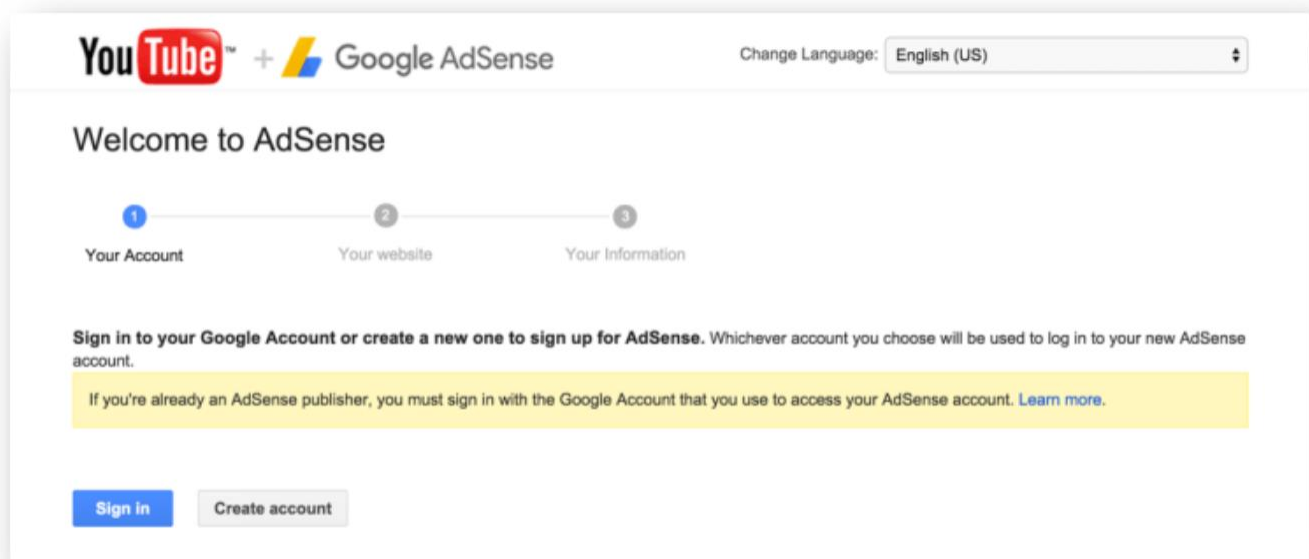 YouTube™ + Google AdSense
Change Language: English (US)
Welcome to AdSense
1 2 3
Your Account Your website Your Information
Sign in to your Google Account or create a new one to sign up for AdSense. Whichever account you choose will be used to log in to your new AdSense
account.
If you're already an AdSense publisher, you must sign in with the Google Account that you use to access your AdSense account. Learn more.
Sign in Create account